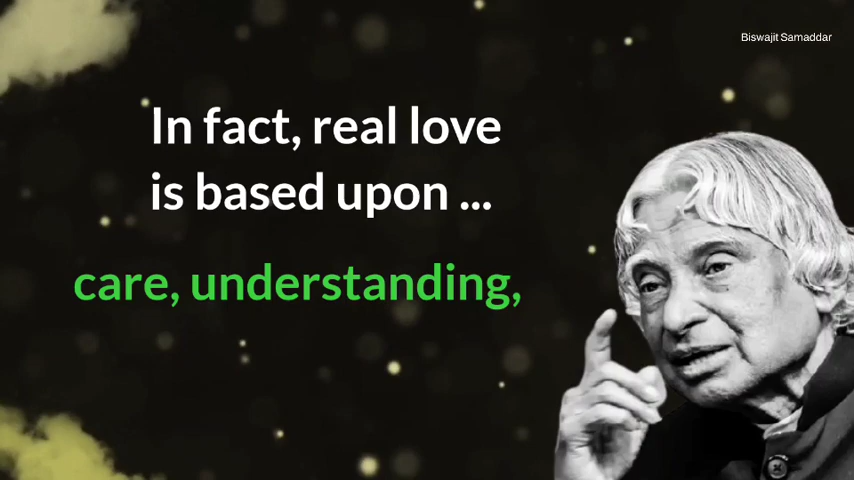 Biswajit Samaddar
In fact, real love
is based upon ...
care, understanding,